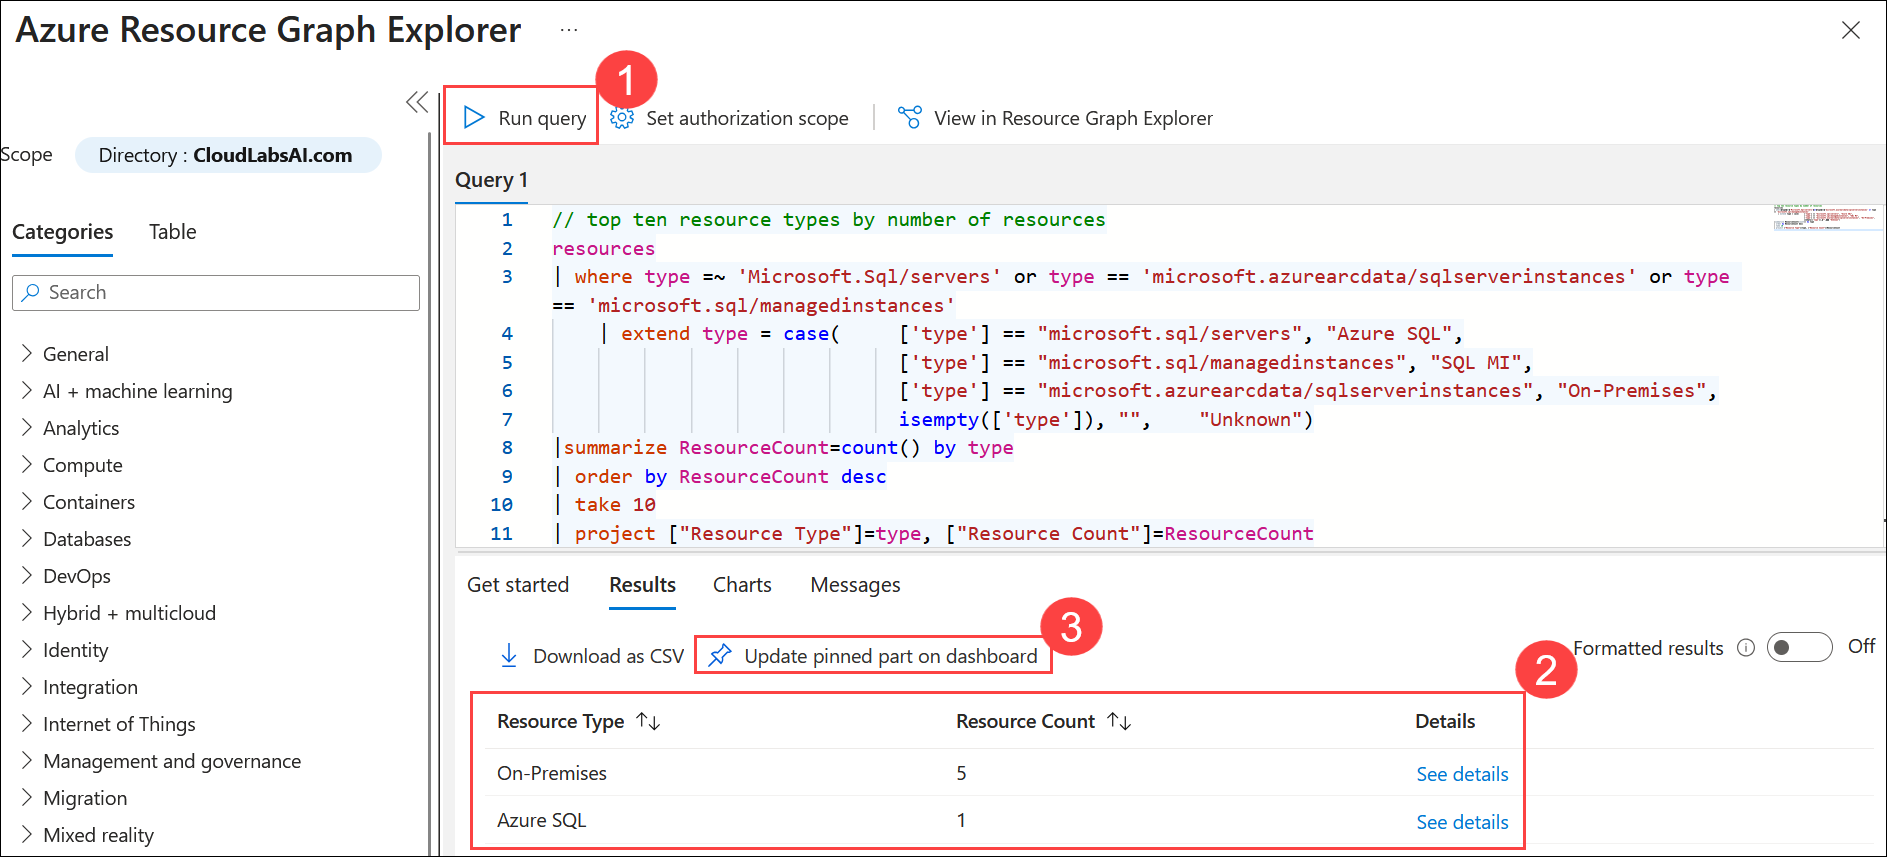 Azure Resource Graph Explorer ...
1
Run query
Set authorization scope
View in Resource Graph Explorer
Scope
Directory : CloudLabsAI.com
Categories
Table
Search
General
AI + machine learning
Analytics
Compute
Containers
Databases
DevOps
Hybrid + multicloud
Identity
Integration
Internet of Things
Management and governance
Migration
Mixed reality
Query 1
1 // top ten resource types by number of resources
2 resources
3 | where type =~ 'Microsoft.Sql/servers' or type == 'microsoft.azurearcdata/sqlserverinstances' or type
== 'microsoft.sql/managedinstances'
4 | extend type = case( ['type'] == "microsoft.sql/servers", "Azure SQL",
5 ['type'] == "microsoft.sql/managedinstances", "SQL MI",
6 ['type'] == "microsoft.azurearcdata/sqlserverinstances", "On-Premises",
7 isempty(['type']), "", "Unknown")
8 |summarize ResourceCount=count() by type
9 | order by ResourceCount desc
10 | take 10
11 | project ["Resource Type"]=type, ["Resource Count"]=ResourceCount
Get started
Results
Charts
Messages
Download as CSV
Update pinned part on dashboard
3
Formatted results
Off
2
Resource Type Resource Count Details
On-Premises 5 See details
Azure SQL 1 See details